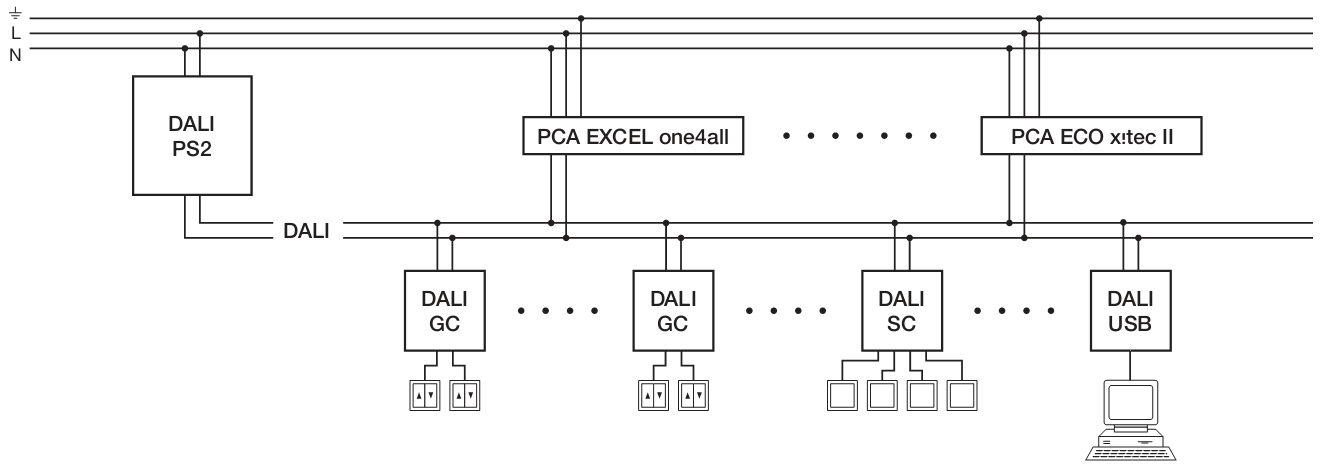 L
N
DALI
PS2
PCA EXCEL one4all
PCA ECO x!tec II
DALI
DALI
GC
DALI
GC
DALI
SC
DALI
USB